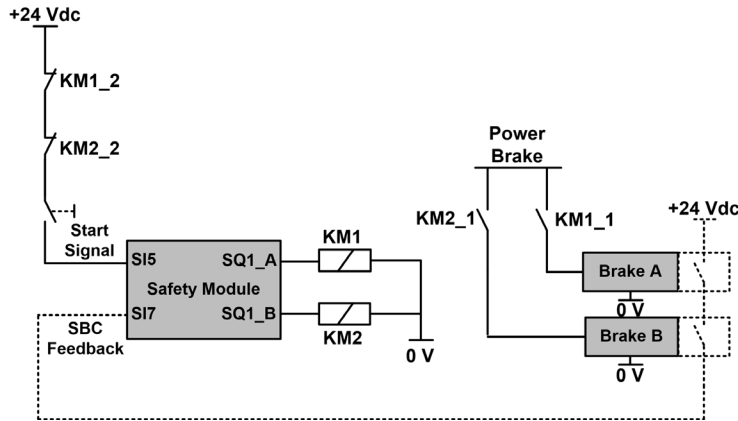 +24 Vdc
KM1_2
KM2_2
Start
Signal
SI5
SQ1_A
Safety Module
SI7
SQ1_B
SBC
Feedback
KM1
KM2
0 V
Power
Brake
KM2_1
KM1_1
+24 Vdc
Brake A
0 V
Brake B
0 V